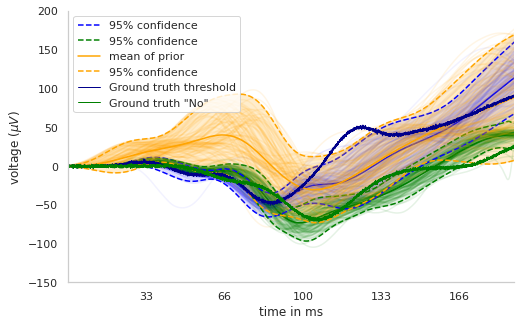 200
150
100
50
0
−50
−100
−150
voltage (μV)
95% confidence
95% confidence
mean of prior
95% confidence
Ground truth threshold
Ground truth "No"
33 66 100 133 166
time in ms